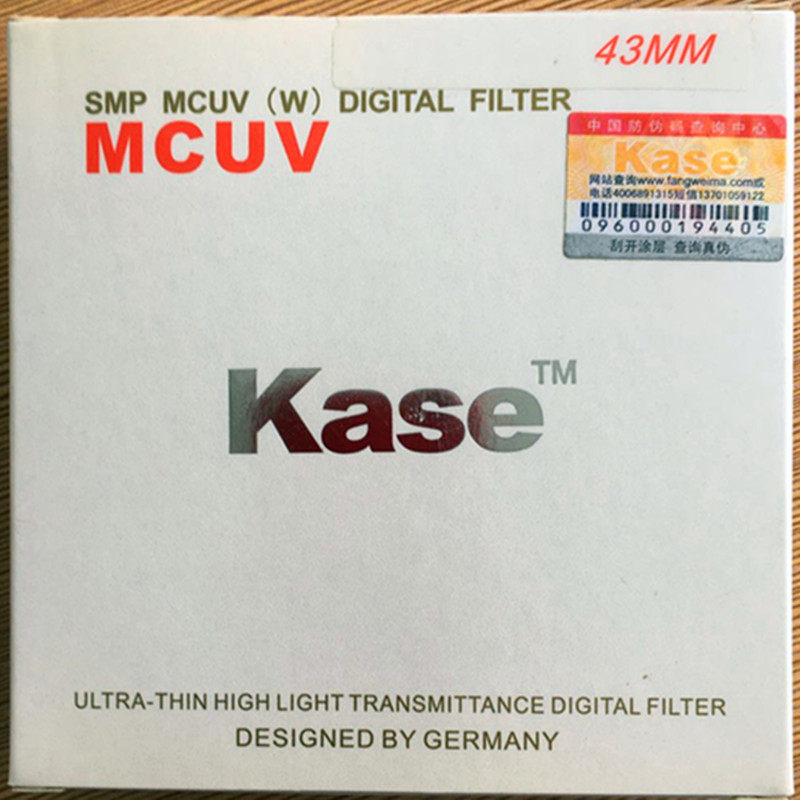 43MM
SMP MCUV (W) DIGITAL FILTER
MCUV
中国防伪码查询中心
Kase
网站查询www.fangweima.com或
电话4006891315短信13701059122
096000194405
刮开涂层 查询真伪
Kase™
ULTRA-THIN HIGH LIGHT TRANSMITTANCE DIGITAL FILTER
DESIGNED BY GERMANY